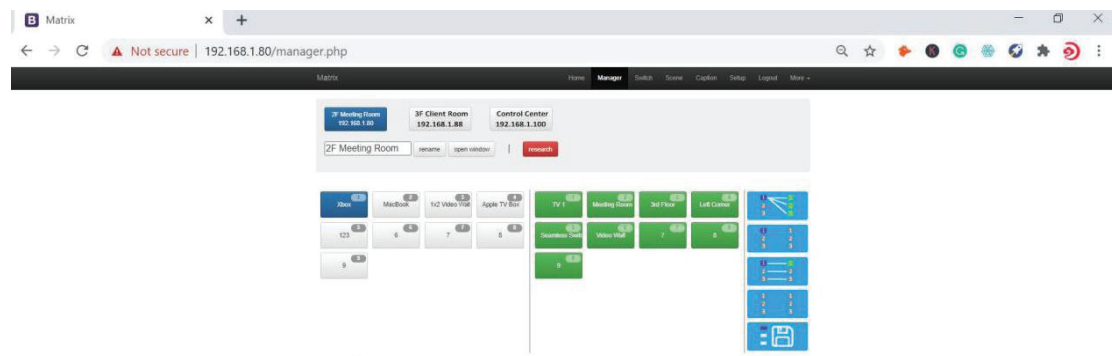 B Matrix
Not secure | 192.168.1.80/manager.php
Matrix Home Manager Switch Scene Caption Setup Logout More
2F Meeting Room 3F Client Room Control Center
192.168.1.80 192.168.1.88 192.168.1.100
2F Meeting Room rename open window | research
Xbox MacBook 1x2 Video Wall Apple TV Box TV 1 Meeting Room 3rd Floor Left Corner
123 6 7 8 Seamless Swit Video Wall 7 8
9 9